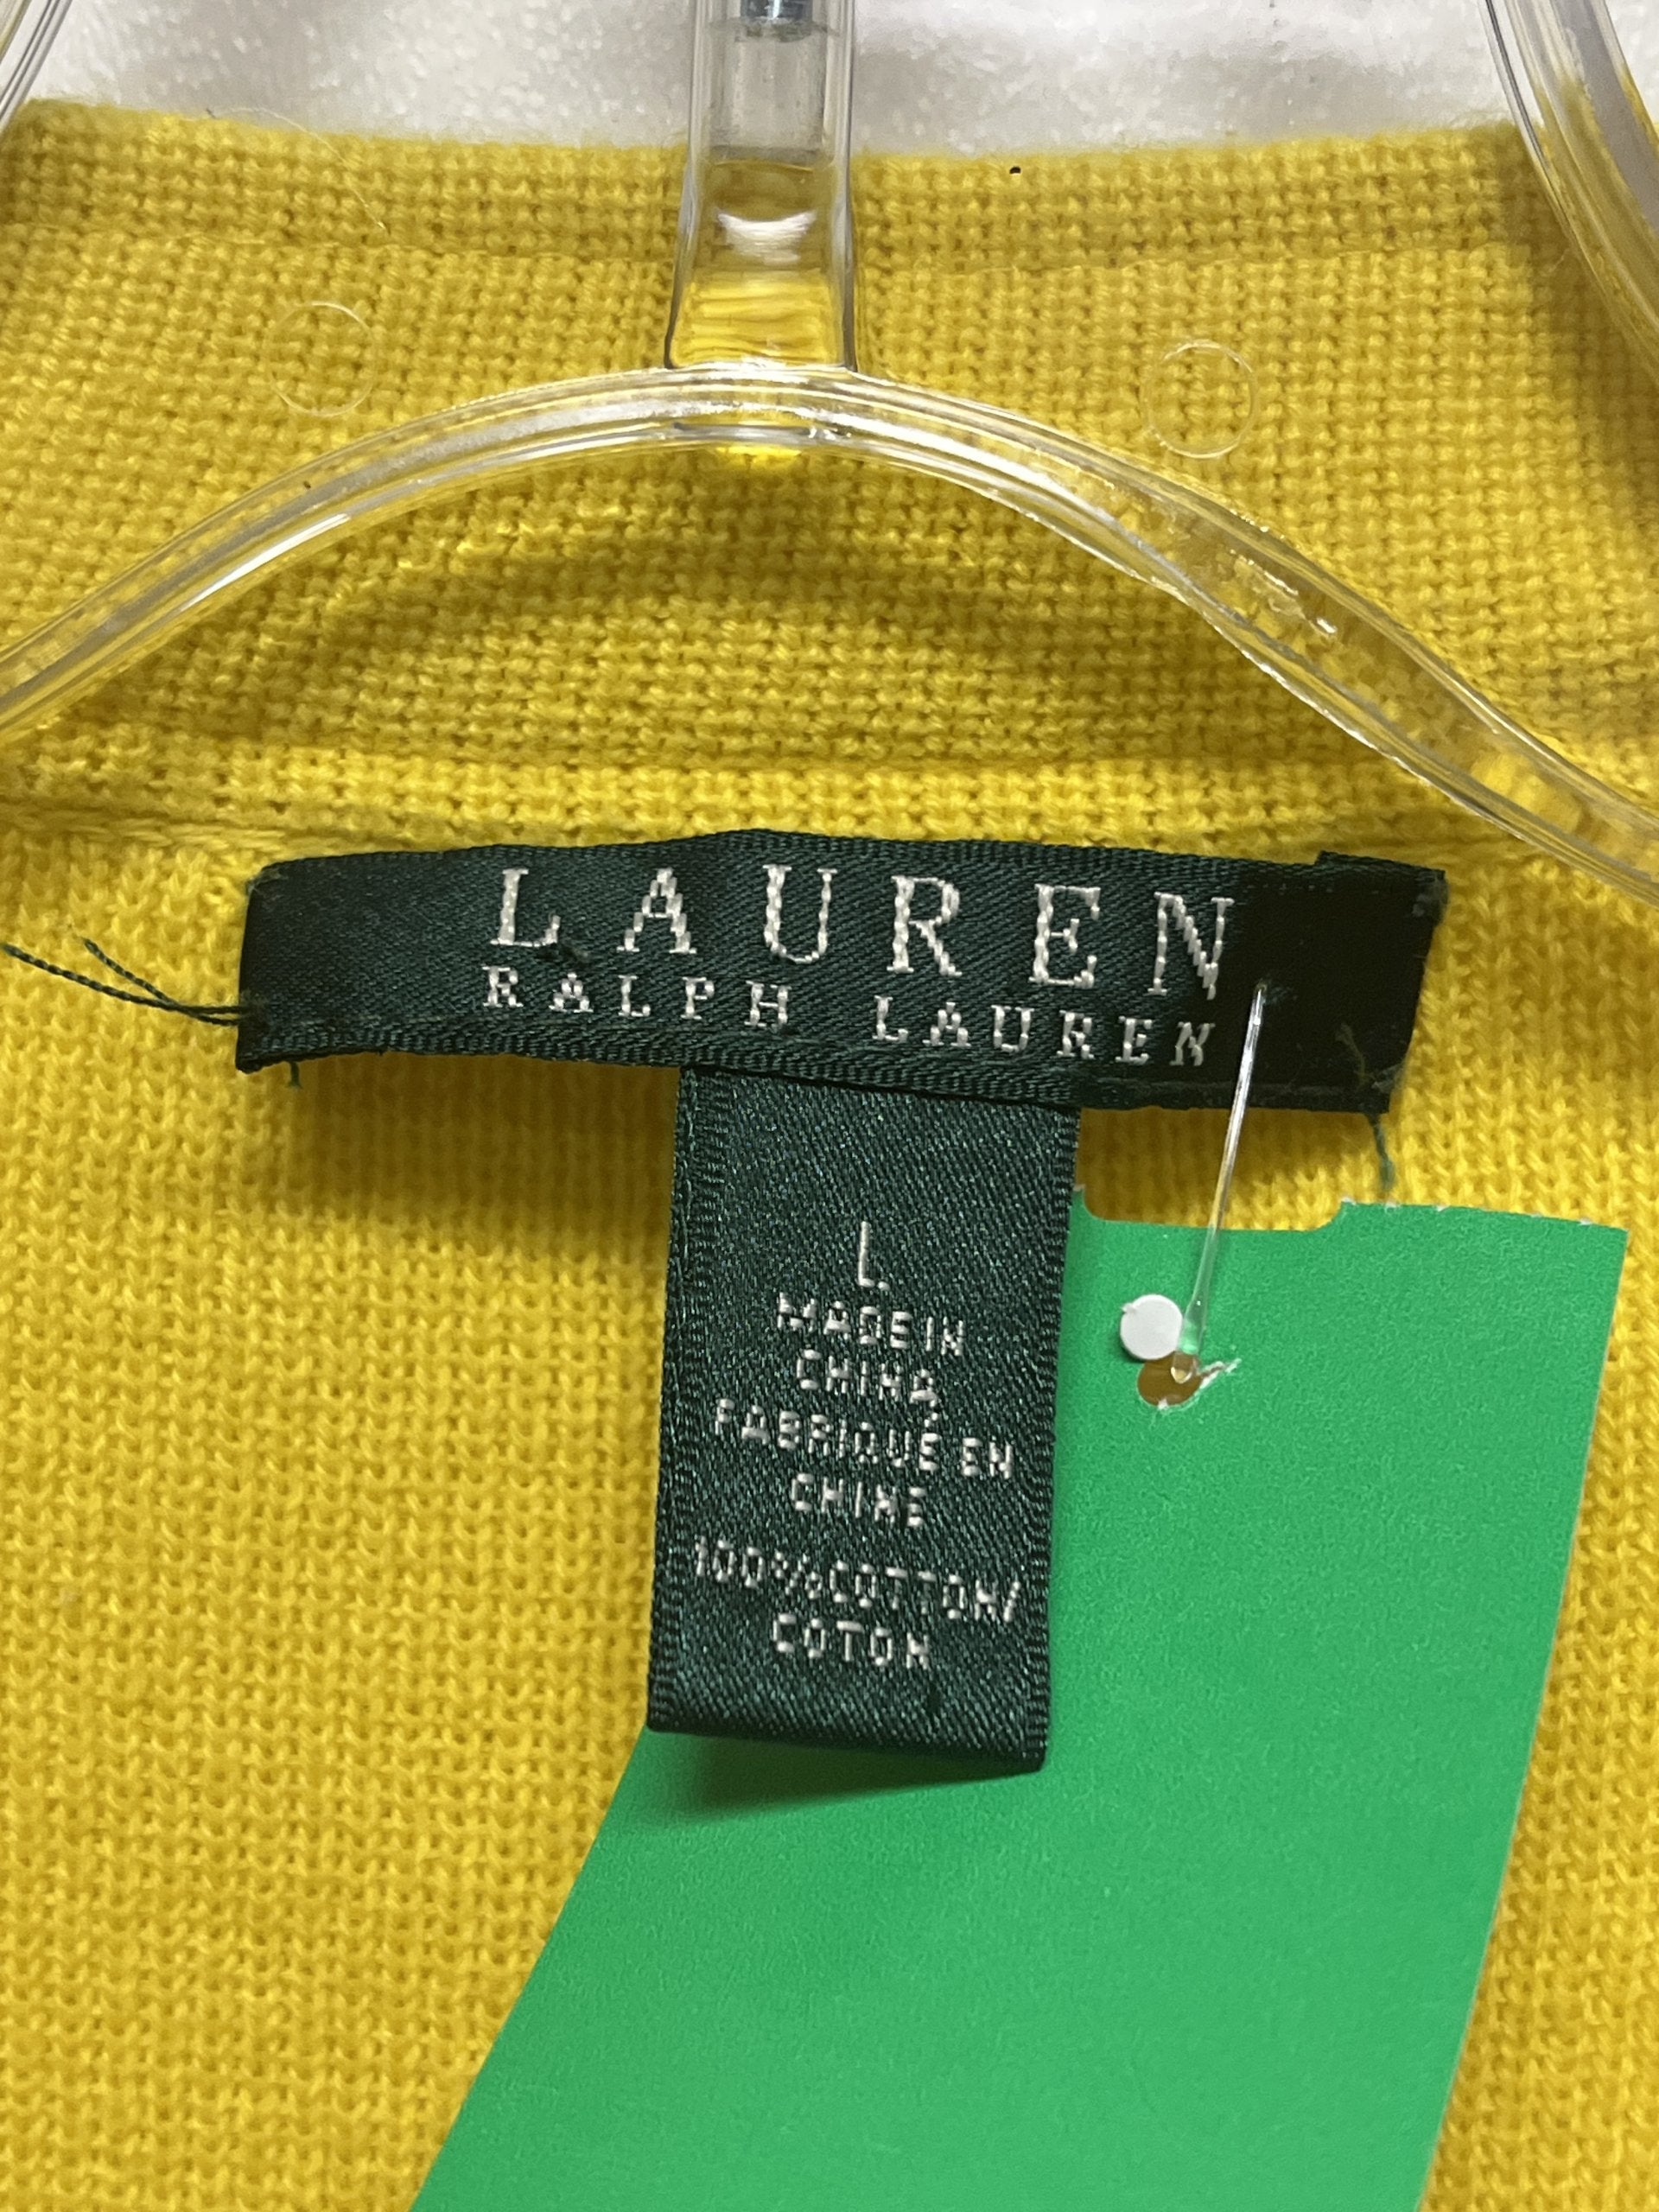 LAUREN
RALPH LAUREN
L
MADE IN
CHINA
FABRIQUÉ EN
CHINE
100% COTTON/
COTON